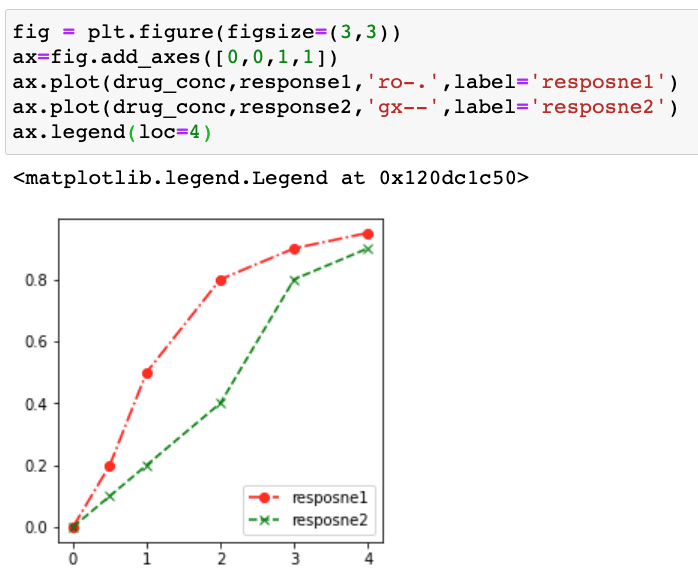 fig = plt.figure(figsize=(3,3))
ax=fig.add_axes([0,0,1,1])
ax.plot(drug_conc,response1,'ro-.',label='resposne1')
ax.plot(drug_conc,response2,'gx--',label='resposne2')
ax.legend(loc=4)
<matplotlib.legend.Legend at 0x120dc1c50>
0.8
0.6
0.4
0.2
0.0
resposne1
resposne2
0 1 2 3 4